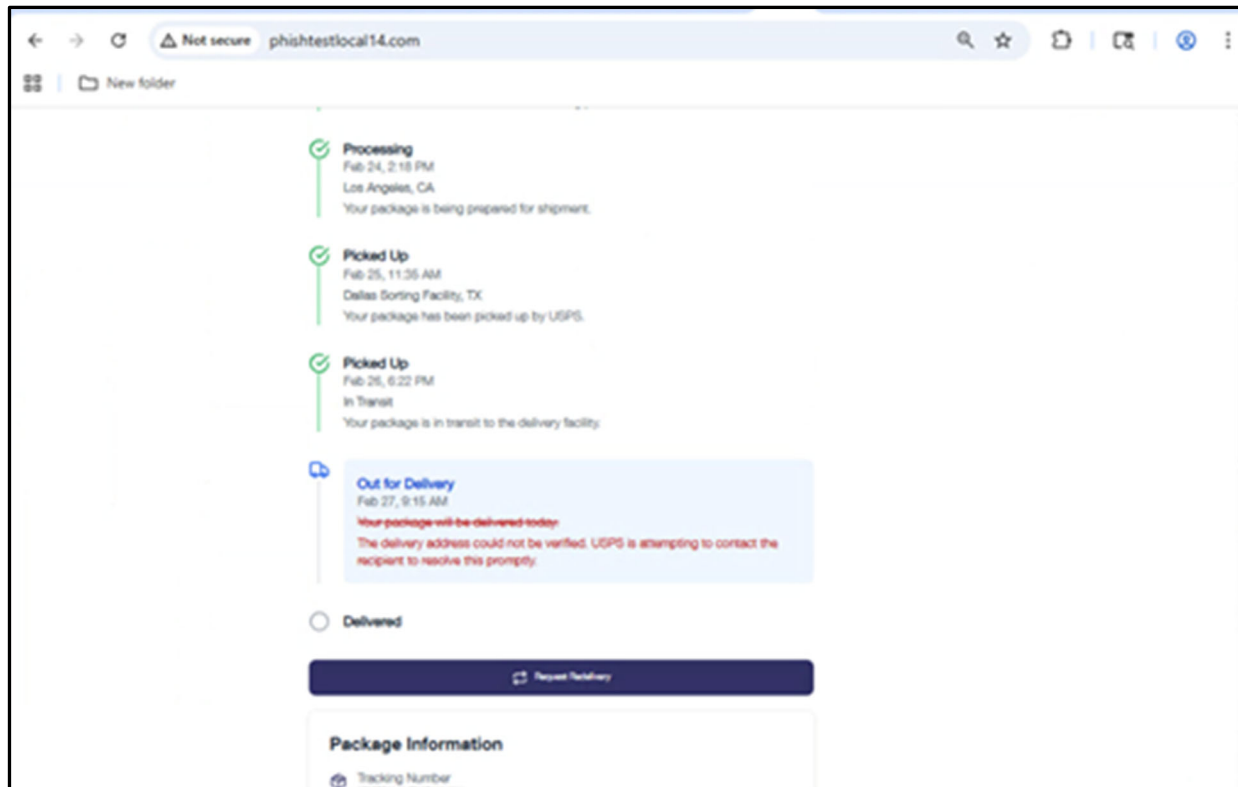 Not secure phishtestlocal14.com
New folder
Processing
Feb 24, 2:18 PM
Los Angeles, CA
Your package is being prepared for shipment.
Picked Up
Feb 25, 11:35 AM
Dallas Sorting Facility, TX
Your package has been picked up by USPS.
Picked Up
Feb 26, 6:22 PM
In Transit
Your package is in transit to the delivery facility.
Out for Delivery
Feb 27, 9:15 AM
Your package will be delivered today.
The delivery address could not be verified. USPS is attempting to contact the
recipient to resolve this promptly.
Delivered
Request Redelivery
Package Information
Tracking Number